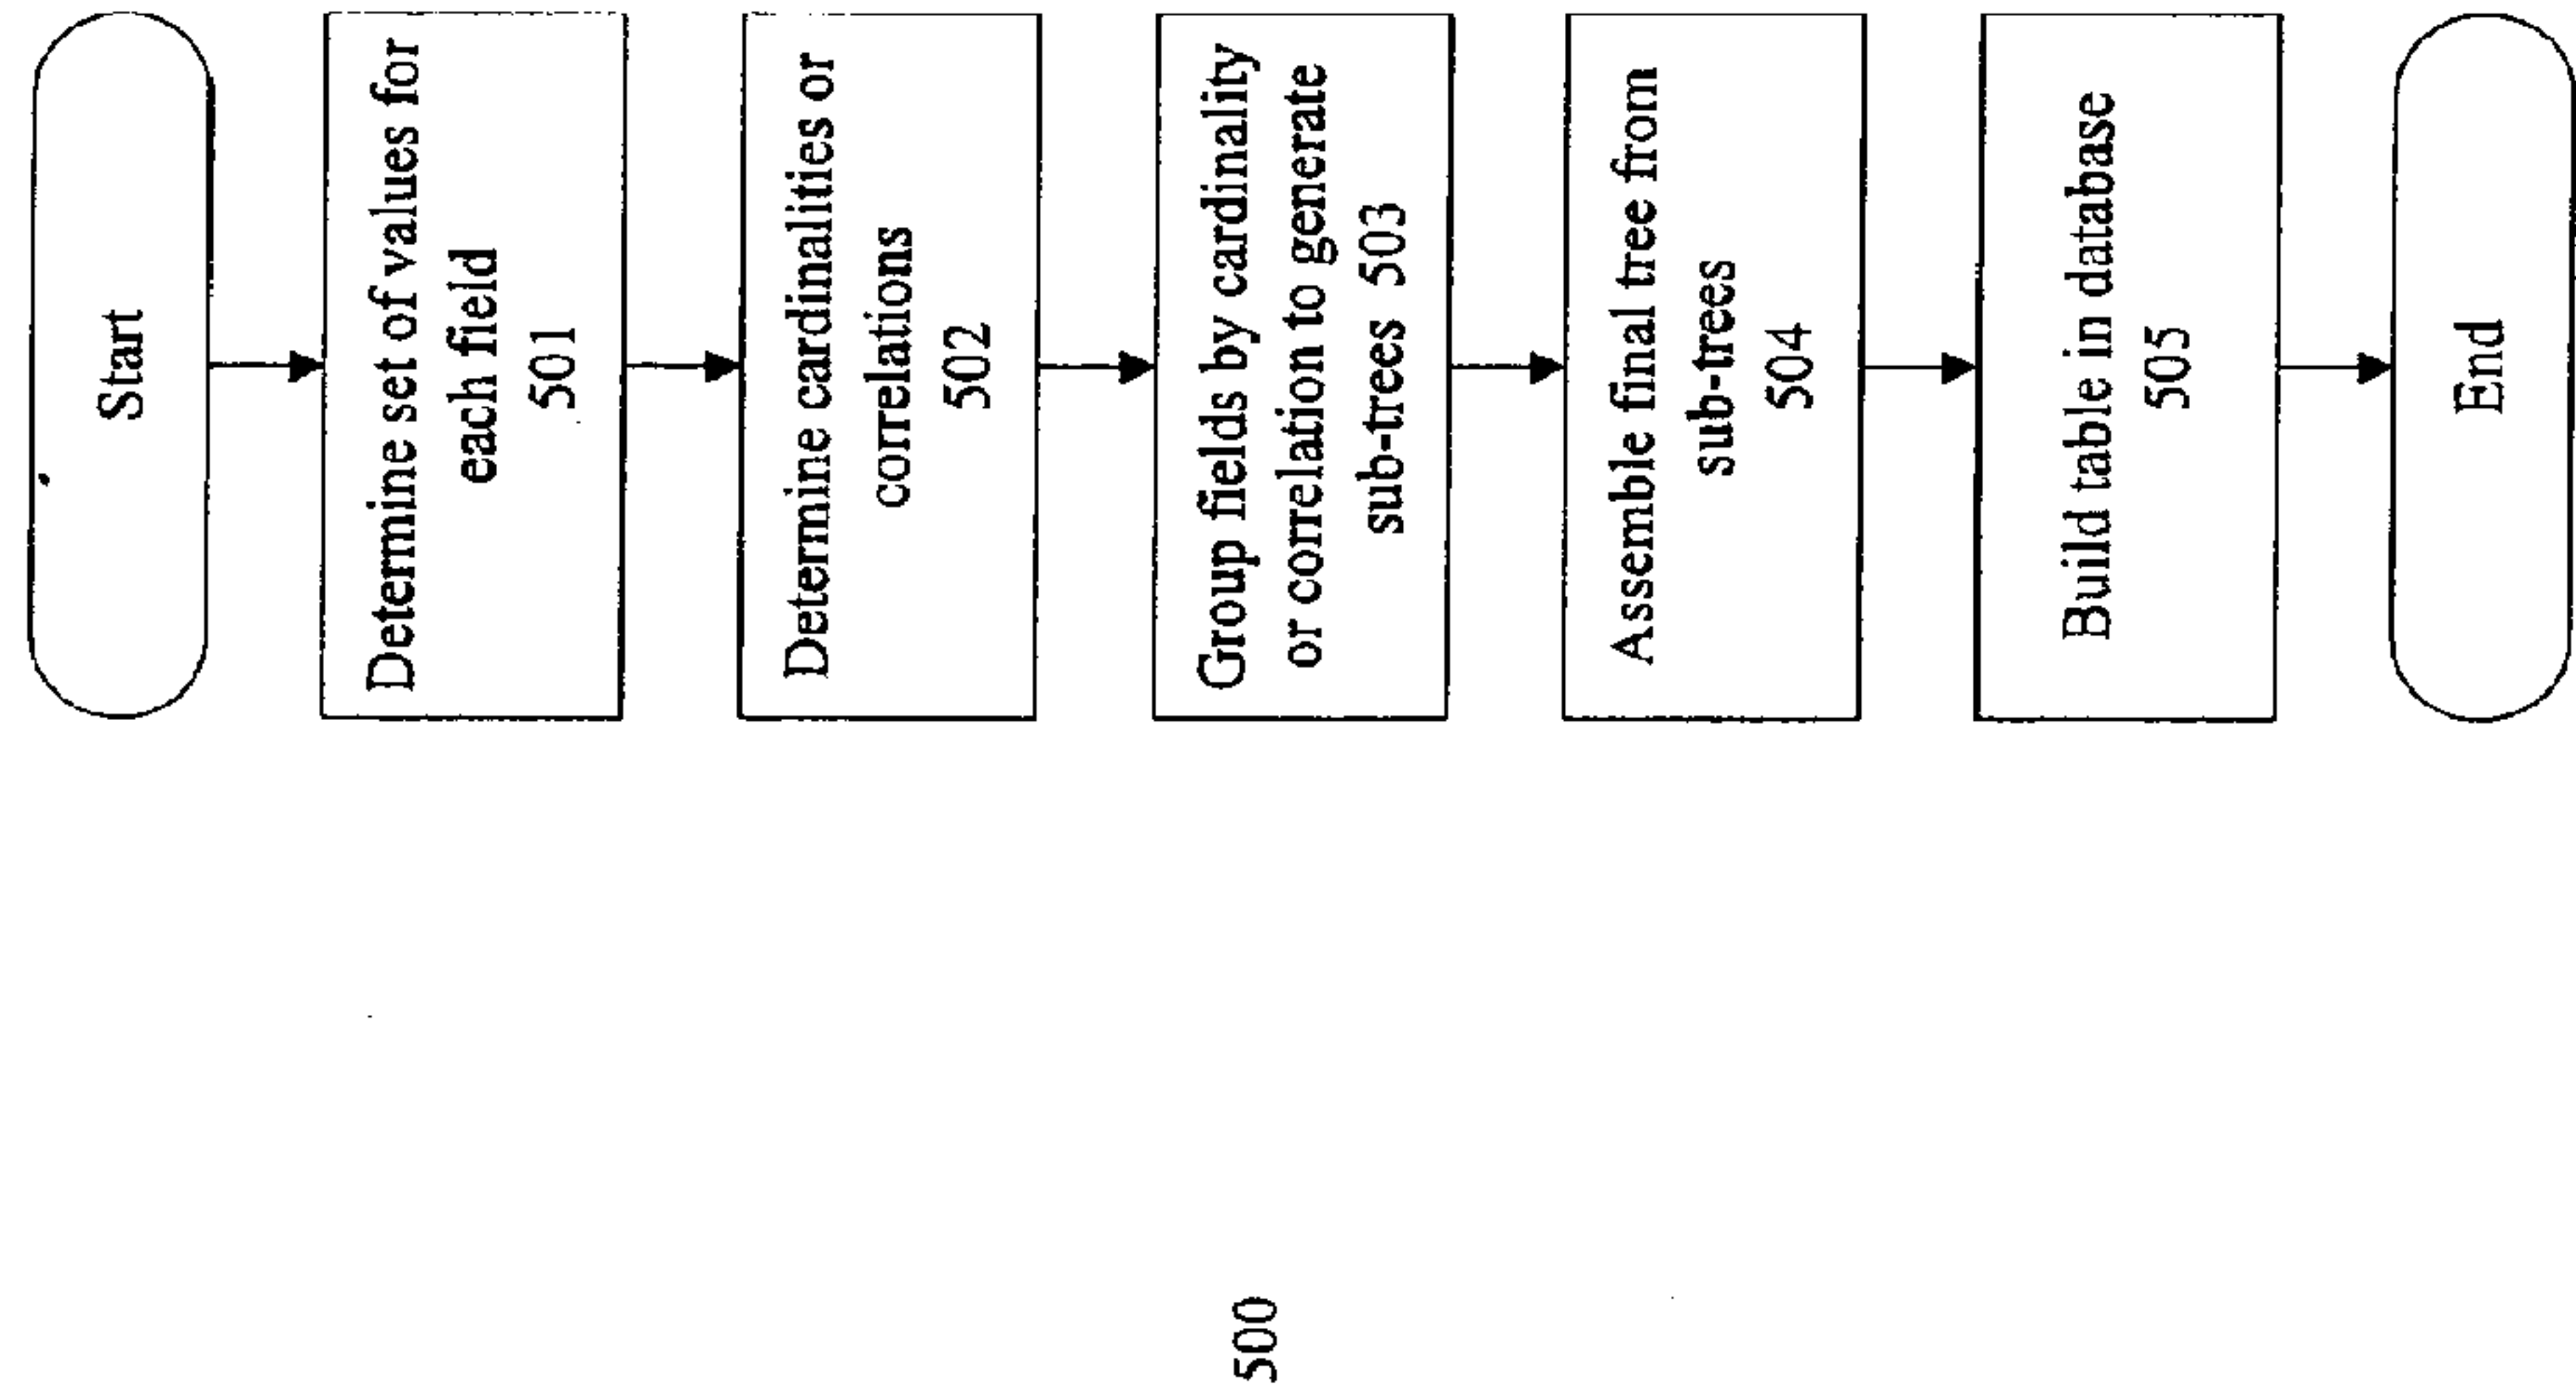 Start
Determine set of values for
each field
501
Determine cardinalities or
correlations
502
Group fields by cardinality
or correlation to generate
sub-trees 503
Assemble final tree from
sub-trees
504
Build table in database
505
End
500